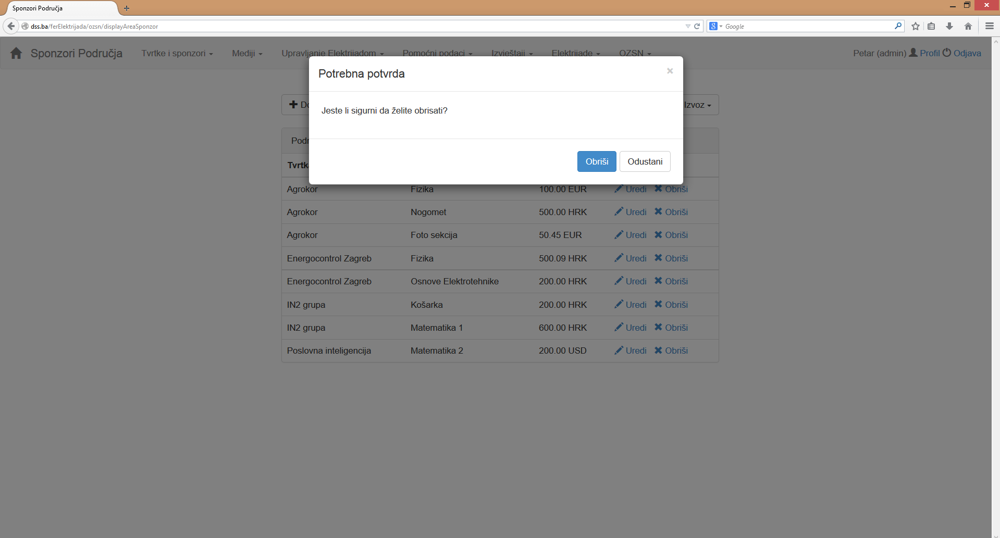 Sponzori Područja
dss.ba/ferElektrijada/ozsn/displayAreaSponzor
Google
Sponzori Područja Tvrtke i sponzori Mediji Upravljanje Elektrijadom Pomoćni podaci Izvještaji Elektrijade OZSN Petar (admin) Profil Odjava
Potrebna potvrda
Jeste li sigurni da želite obrisati?
Obriši Odustani
Izvoz
Agrokor Fizika 100.00 EUR Uredi Obriši
Agrokor Nogomet 500.00 HRK Uredi Obriši
Agrokor Foto sekcija 50.45 EUR Uredi Obriši
Energocontrol Zagreb Fizika 500.09 HRK Uredi Obriši
Energocontrol Zagreb Osnove Elektrotehnike 200.00 HRK Uredi Obriši
IN2 grupa Košarka 200.00 HRK Uredi Obriši
IN2 grupa Matematika 1 600.00 HRK Uredi Obriši
Poslovna inteligencija Matematika 2 200.00 USD Uredi Obriši